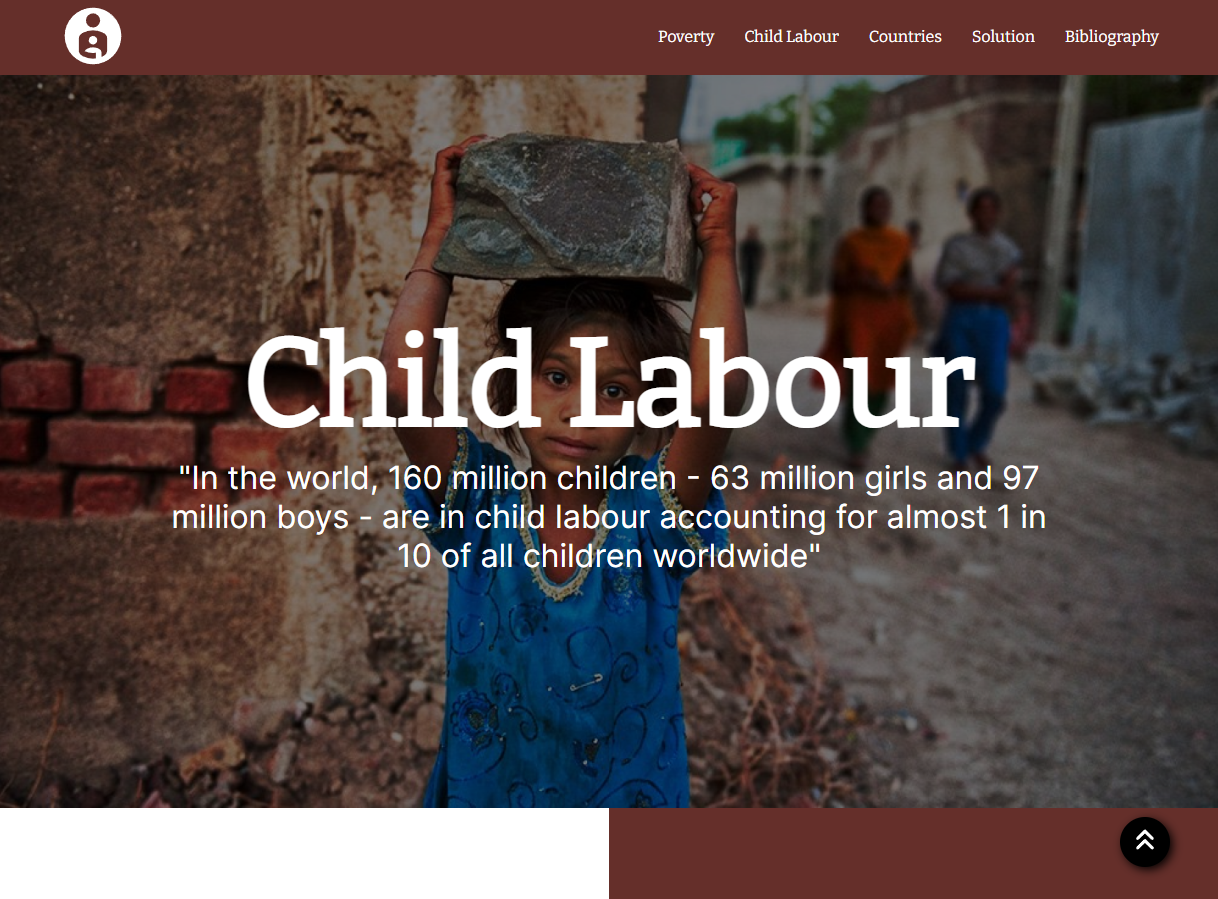 Poverty Child Labour Countries Solution Bibliography
Child Labour
"In the world, 160 million children - 63 million girls and 97
million boys - are in child labour accounting for almost 1 in
10 of all children worldwide"